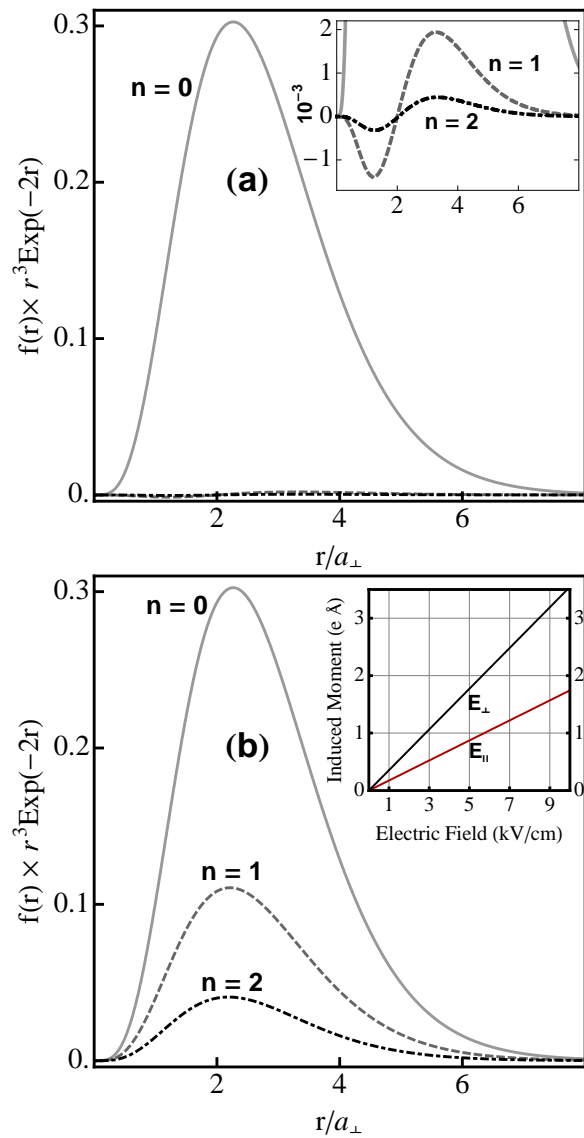 0.3
n = 0
(a)
f(r)× r³Exp(−2r)
0.2
0.1
0.
2 4 6
r/a⊥
2
1
0
−1
10⁻³
n = 1
n = 2
2 4 6
0.3
n = 0
(b)
f(r) × r³Exp(−2r)
0.2
0.1
0.
n = 1
n = 2
2 4 6
r/a⊥
Induced Moment (e Å)
3 3
2 2
1 1
0 0
E⊥
E∥
1 3 5 7 9
Electric Field (kV/cm)